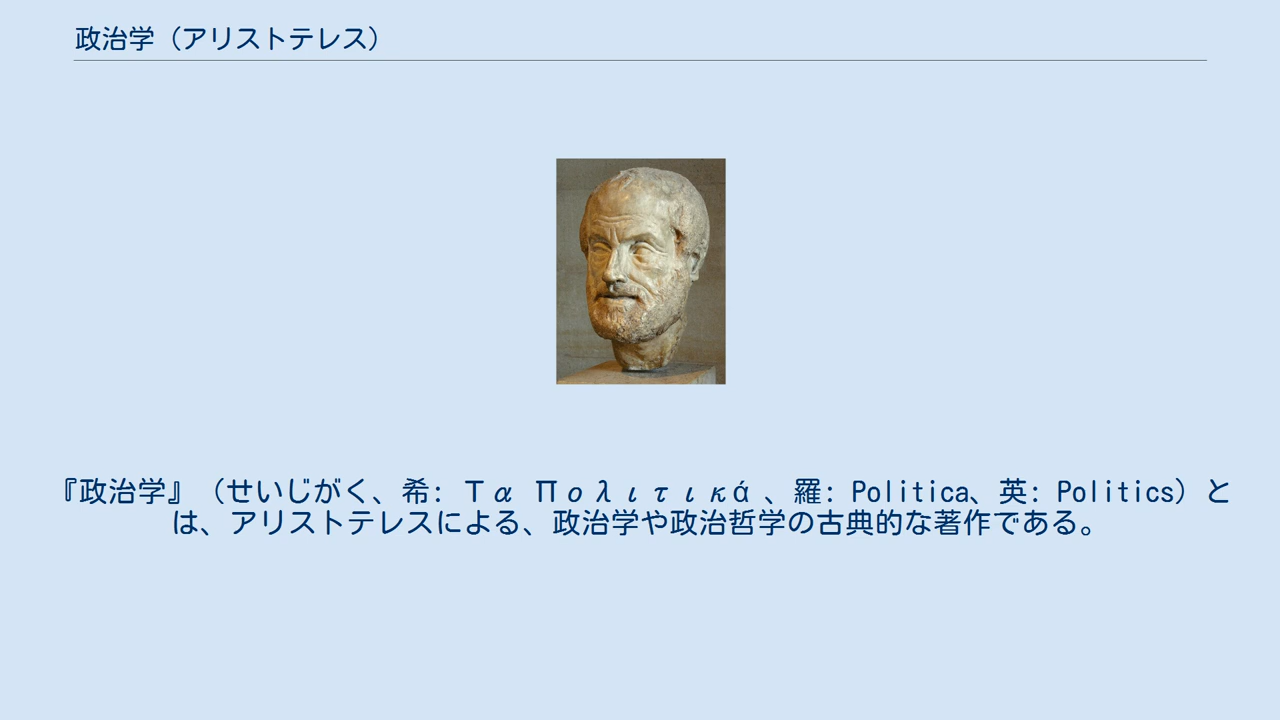 政治学（アリストテレス）
『政治学』（せいじがく、希: Τα Πολιτικά 、羅: Politica、英: Politics）と
は、アリストテレスによる、政治学や政治哲学の古典的な著作である。